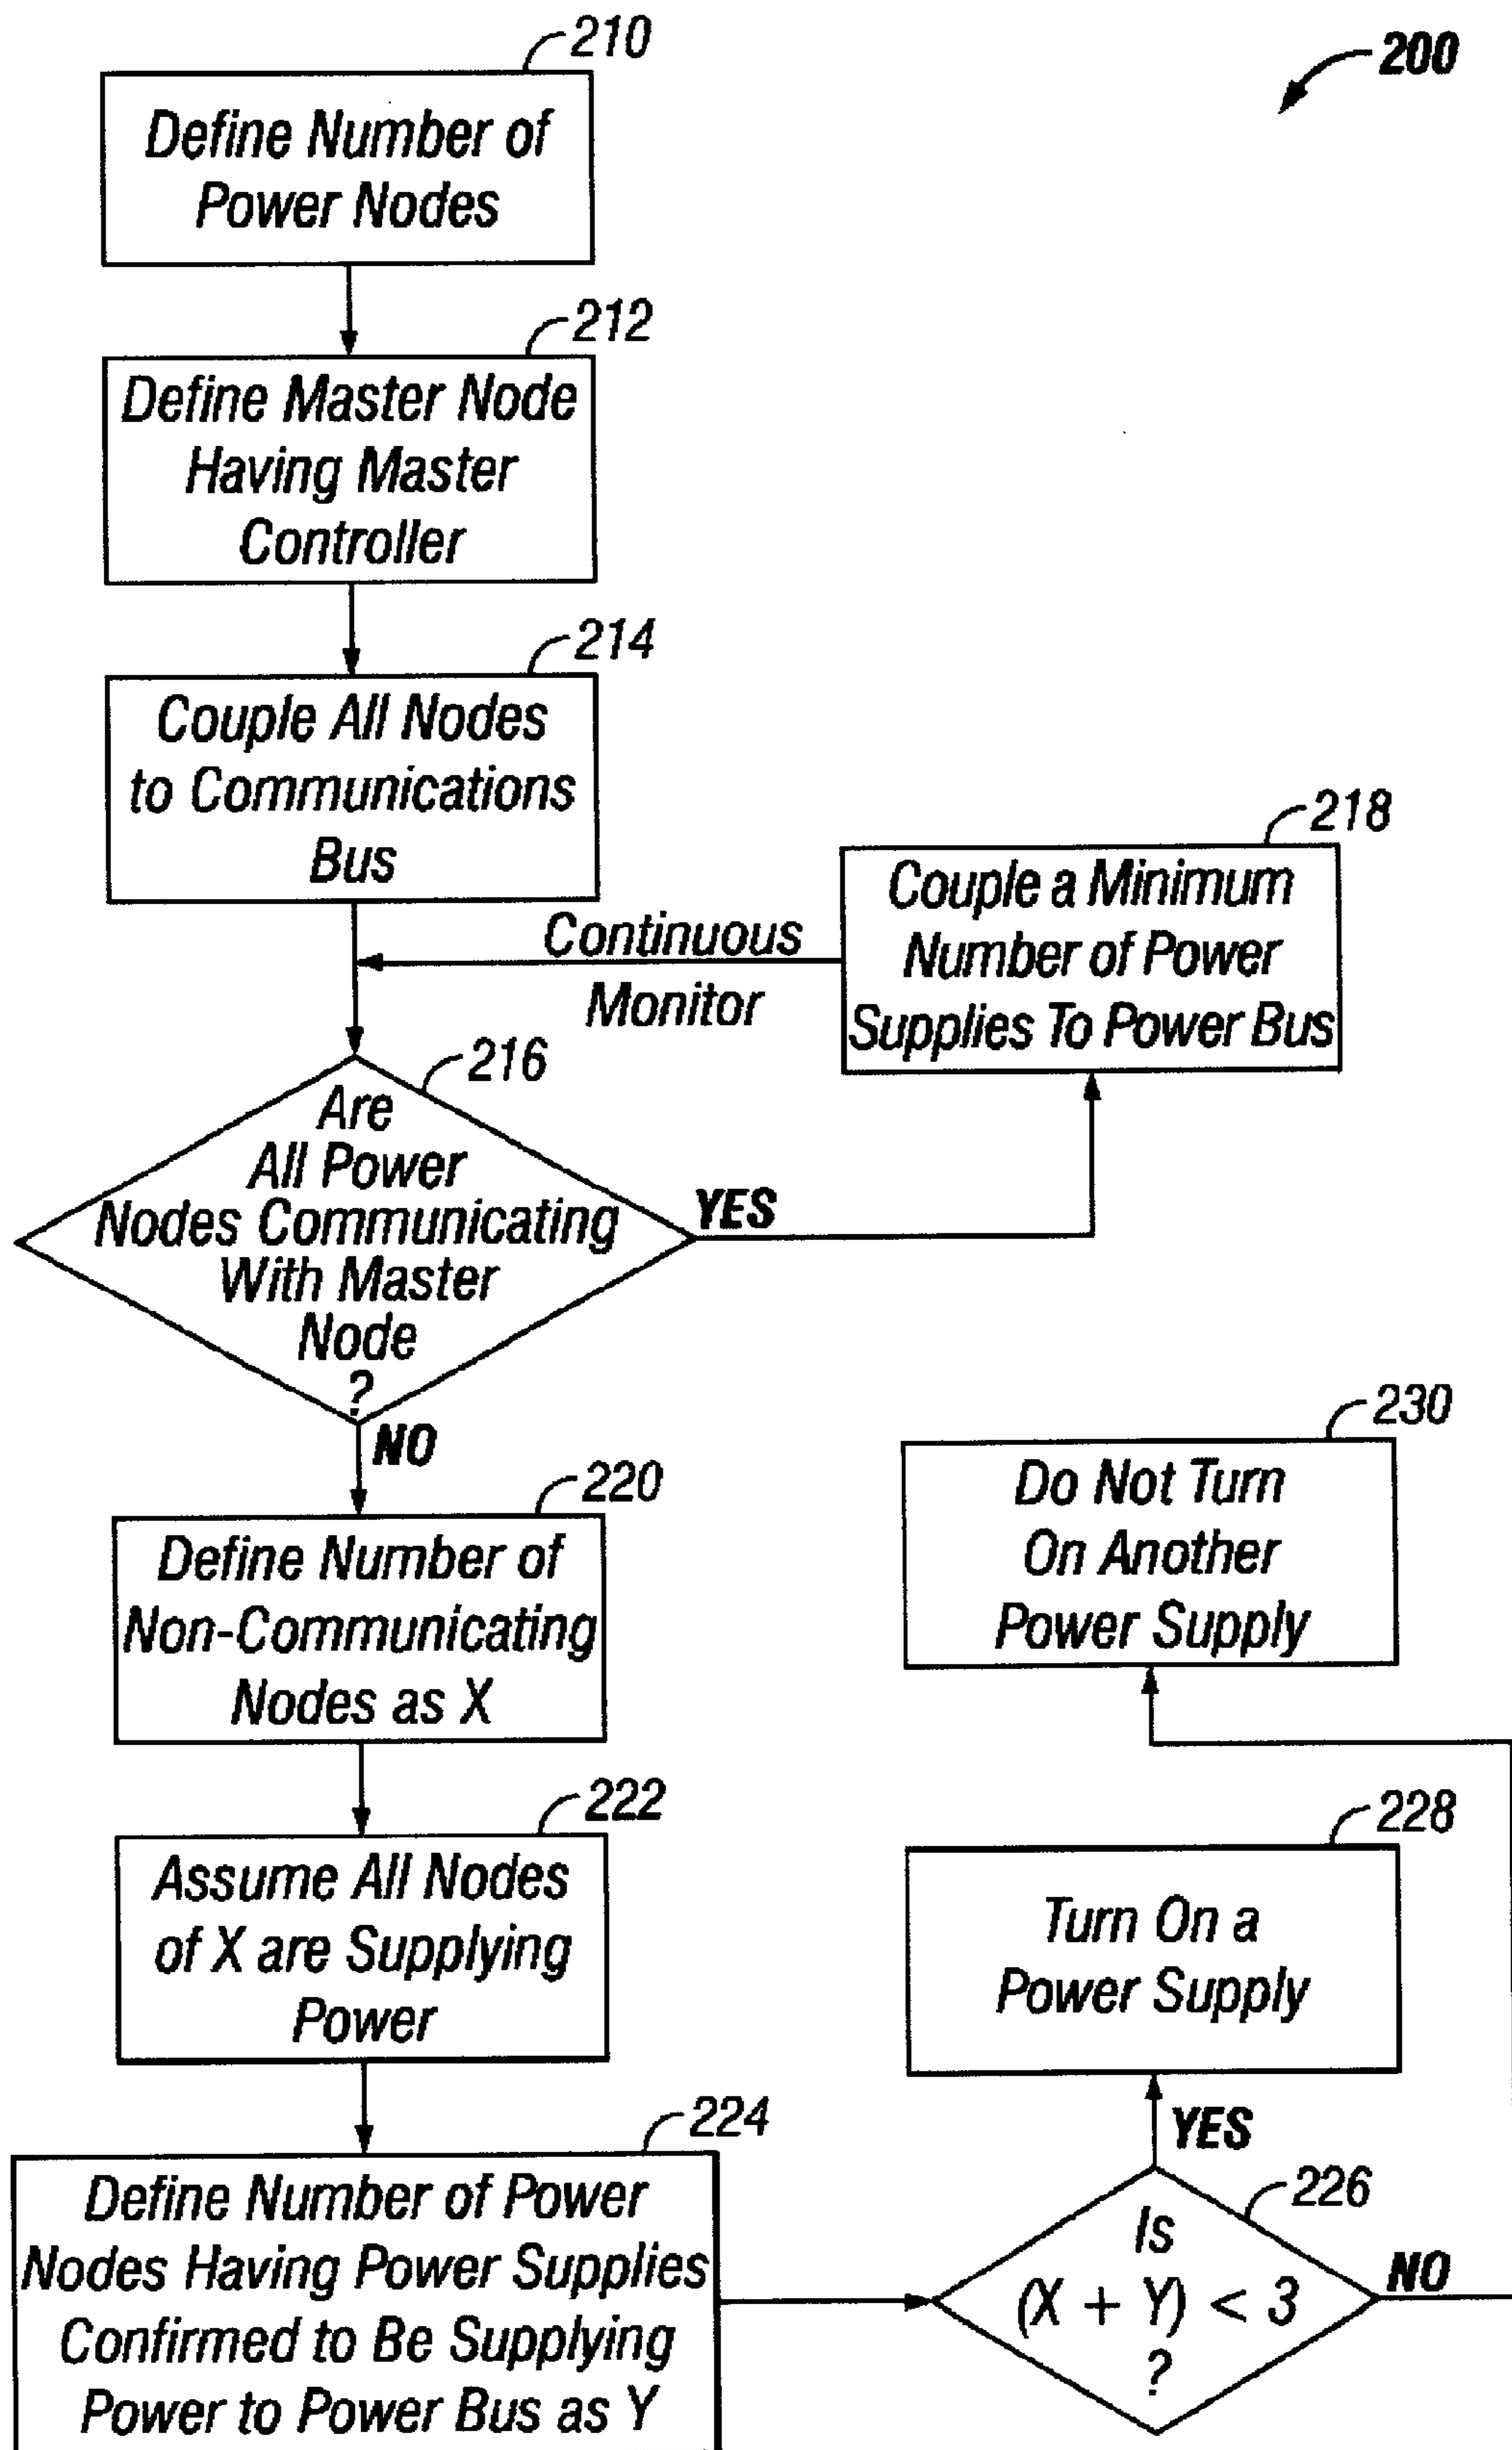 200
210
Define Number of
Power Nodes
212
Define Master Node
Having Master
Controller
214
Couple All Nodes
to Communications
Bus
218
Couple a Minimum
Number of Power
Supplies To Power Bus
Continuous
Monitor
216
Are
All Power
Nodes Communicating
With Master
Node
?
YES
NO
220
Define Number of
Non-Communicating
Nodes as X
222
Assume All Nodes
of X are Supplying
Power
224
Define Number of Power
Nodes Having Power Supplies
Confirmed to Be Supplying
Power to Power Bus as Y
226
Is
(X + Y) < 3
?
YES
NO
228
Turn On a
Power Supply
230
Do Not Turn
On Another
Power Supply